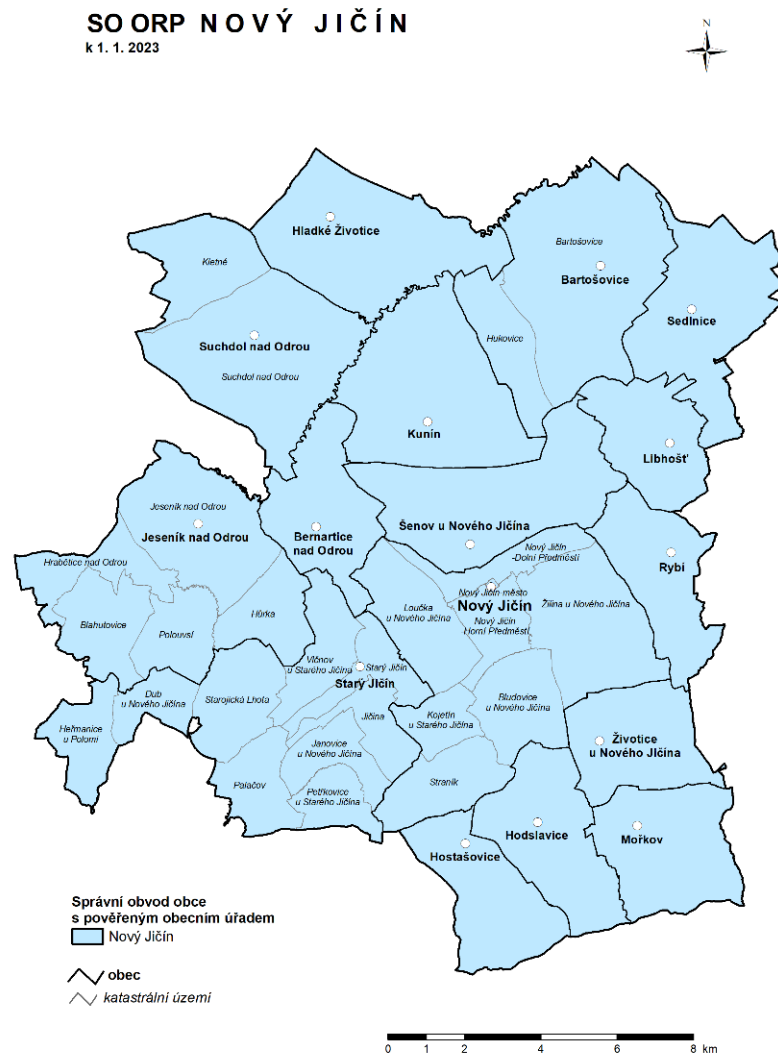 SO ORP NOVÝ JIČÍN
k 1. 1. 2023
N
Hladké Životice
Kletné
Bartošovice
Bartošovice
Sedlnice
Suchdol nad Odrou
Suchdol nad Odrou
Hukovice
Kunín
Libhošť
Jeseník nad Odrou
Jeseník nad Odrou
Bernartice
nad Odrou
Šenov u Nového Jičína
Nový Jičín
-Dolní Předměstí
Rybí
Hrabětice nad Odrou
Nový Jičín město
Nový Jičín
Loučka
u Nového Jičína
Žilina u Nového Jičína
Blahutovice
Polouvsí
Hůrka
Nový Jičín
Horní Předměstí
Vlčnov
u Starého Jičína
Starý Jičín
Starý Jičín
Dub
u Nového Jičína
Starojická Lhota
Bludovice
u Nového Jičína
Heřmanice
u Polomi
Jičina
Kojetín
u Starého Jičína
Životice
u Nového Jičína
Janovice
u Nového Jičína
Palačov
Straník
Petřkovice
u Starého Jičína
Hodslavice
Mořkov
Hostašovice
Správní obvod obce
s pověřeným obecním úřadem
Nový Jičín
obec
katastrální území
0 1 2 4 6 8 km